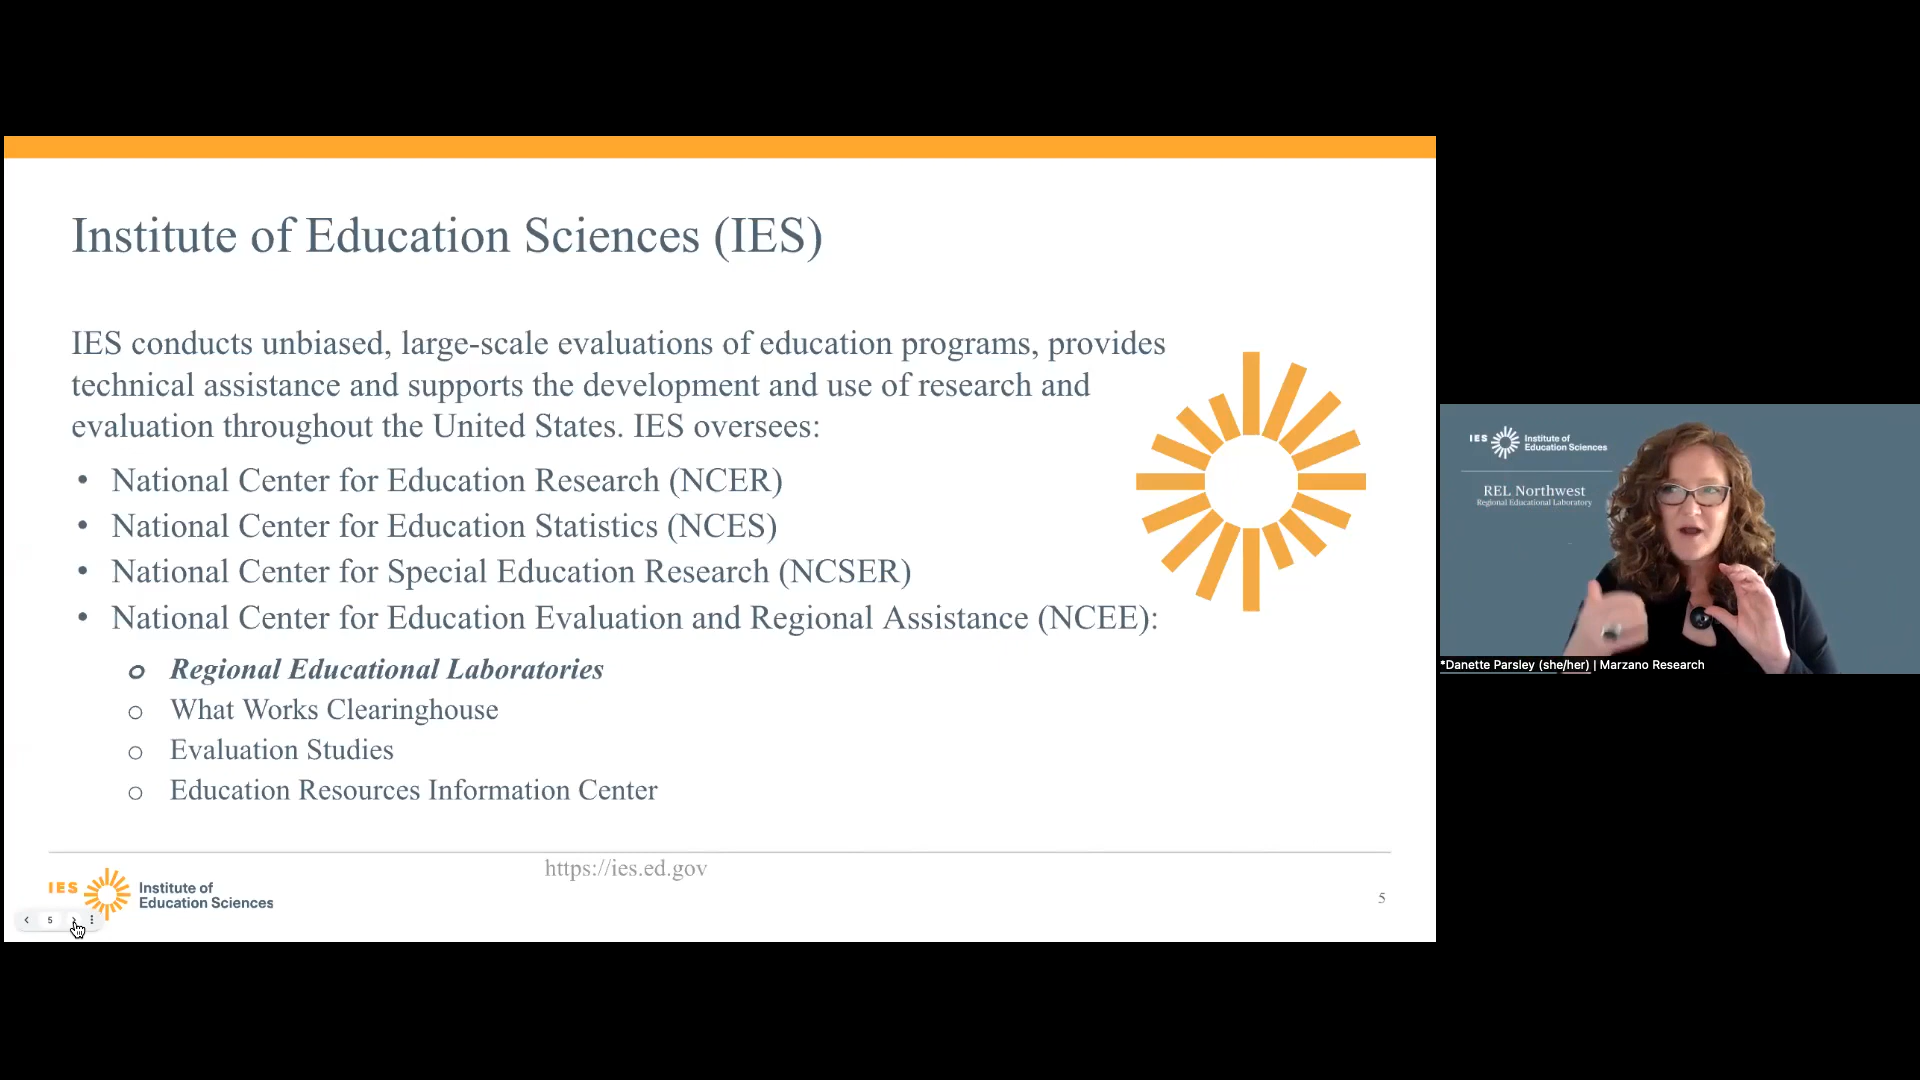 Institute of Education Sciences (IES)
IES conducts unbiased, large-scale evaluations of education programs, provides
technical assistance and supports the development and use of research and
evaluation throughout the United States. IES oversees:
• National Center for Education Research (NCER)
• National Center for Education Statistics (NCES)
• National Center for Special Education Research (NCSER)
• National Center for Education Evaluation and Regional Assistance (NCEE):
o Regional Educational Laboratories
o What Works Clearinghouse
o Evaluation Studies
o Education Resources Information Center
https://ies.ed.gov
IES Institute of
Education Sciences
5
5
IES Institute of
Education Sciences
REL Northwest
Regional Educational Laboratory
*Danette Parsley (she/her) | Marzano Research